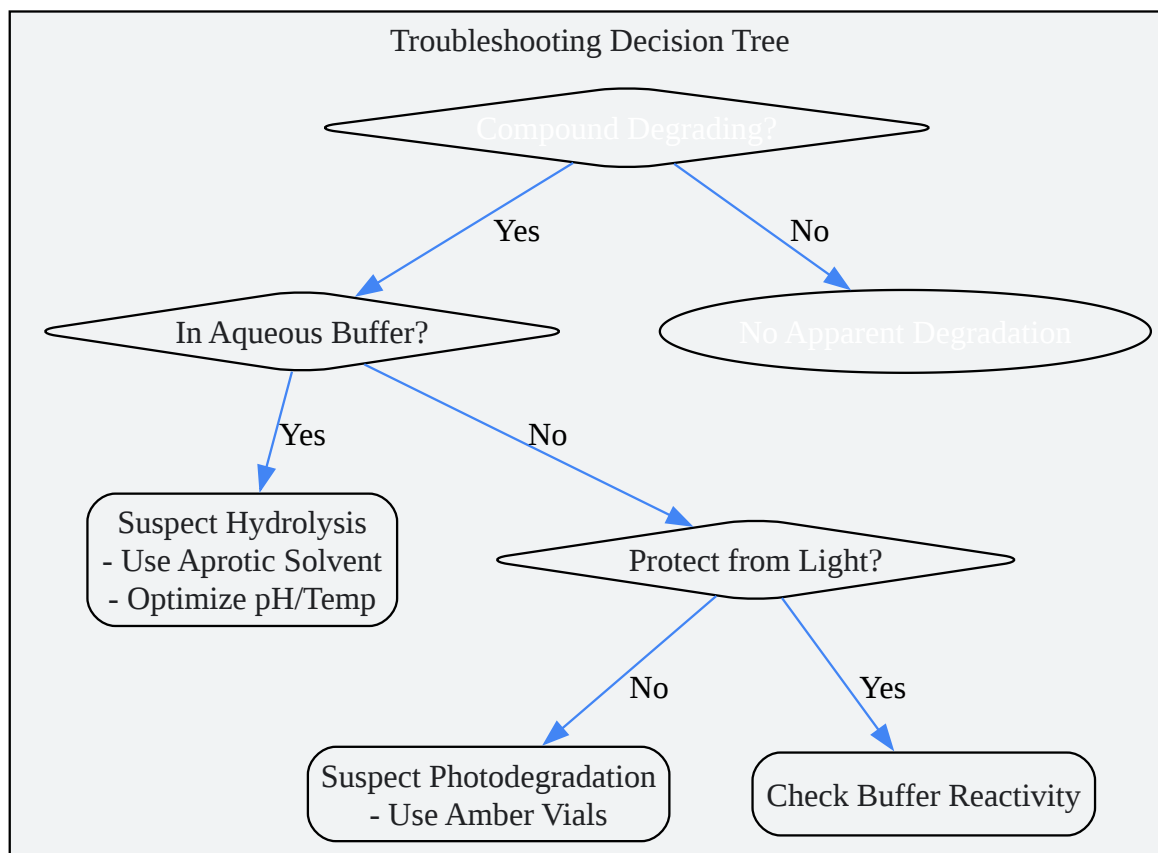 Troubleshooting Decision Tree
Compound Degrading?
Yes
No
In Aqueous Buffer?
No Apparent Degradation
Yes
No
Suspect Hydrolysis
- Use Aprotic Solvent
- Optimize pH/Temp
Protect from Light?
No
Yes
Suspect Photodegradation
- Use Amber Vials
Check Buffer Reactivity